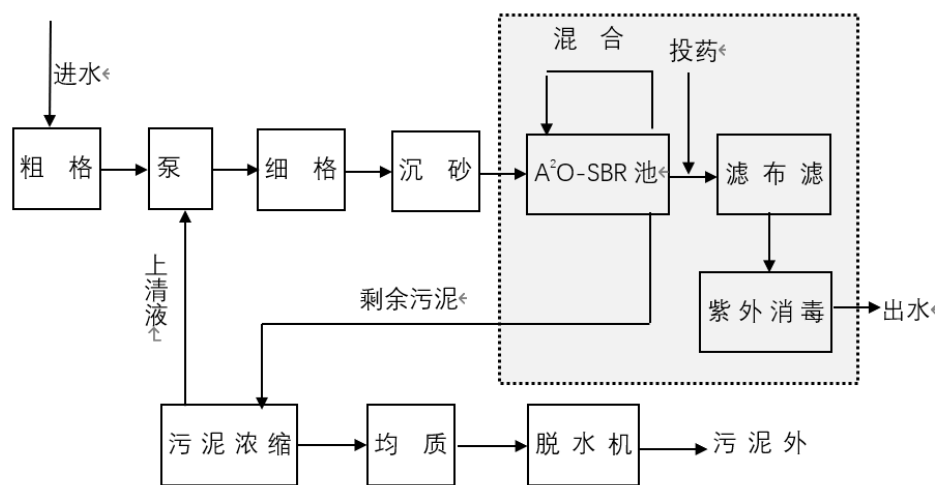 混 合
投药
进水
粗 格
泵
细 格
沉 砂
A²O-SBR 池
滤 布 滤
上清液
剩余污泥
紫 外 消 毒
出水
污 泥 浓 缩
均 质
脱 水 机
污 泥 外